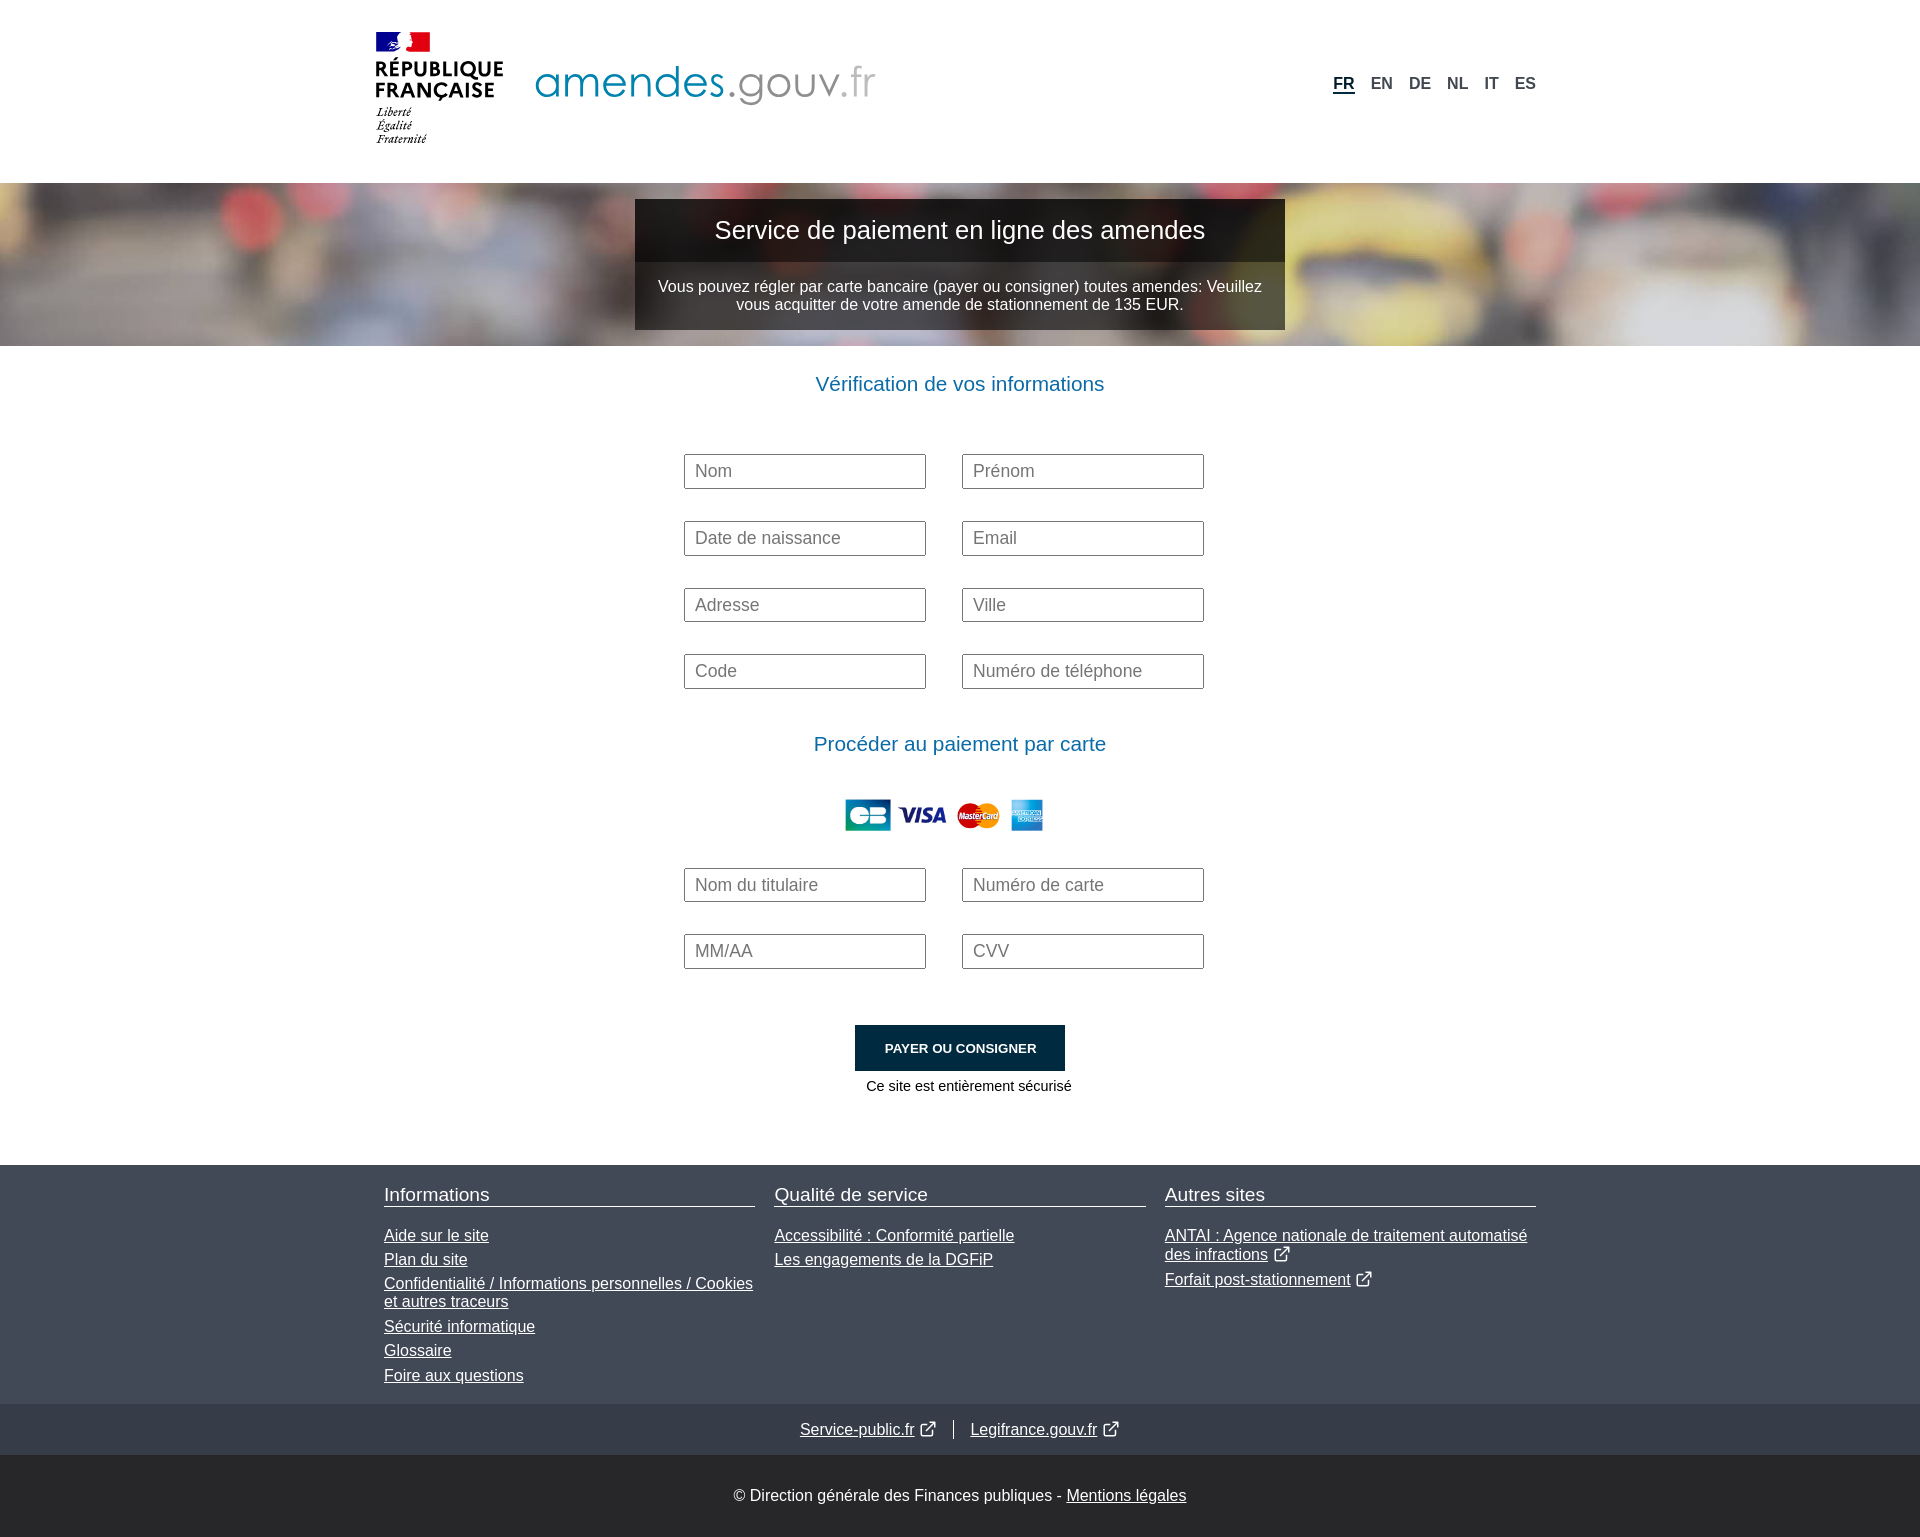 RÉPUBLIQUE
FRANÇAISE
Liberté
Égalité
Fraternité
amendes.gouv.fr
FR EN DE NL IT ES
Service de paiement en ligne des amendes
Vous pouvez régler par carte bancaire (payer ou consigner) toutes amendes: Veuillez
vous acquitter de votre amende de stationnement de 135 EUR.
Vérification de vos informations
Nom Prénom
Date de naissance Email
Adresse Ville
Code Numéro de téléphone
Procéder au paiement par carte
CB VISA MasterCard AMERICAN EXPRESS
Nom du titulaire Numéro de carte
MM/AA CVV
PAYER OU CONSIGNER
Ce site est entièrement sécurisé
Informations
Aide sur le site
Plan du site
Confidentialité / Informations personnelles / Cookies
et autres traceurs
Sécurité informatique
Glossaire
Foire aux questions
Qualité de service
Accessibilité : Conformité partielle
Les engagements de la DGFiP
Autres sites
ANTAI : Agence nationale de traitement automatisé
des infractions
Forfait post-stationnement
Service-public.fr Legifrance.gouv.fr
© Direction générale des Finances publiques - Mentions légales